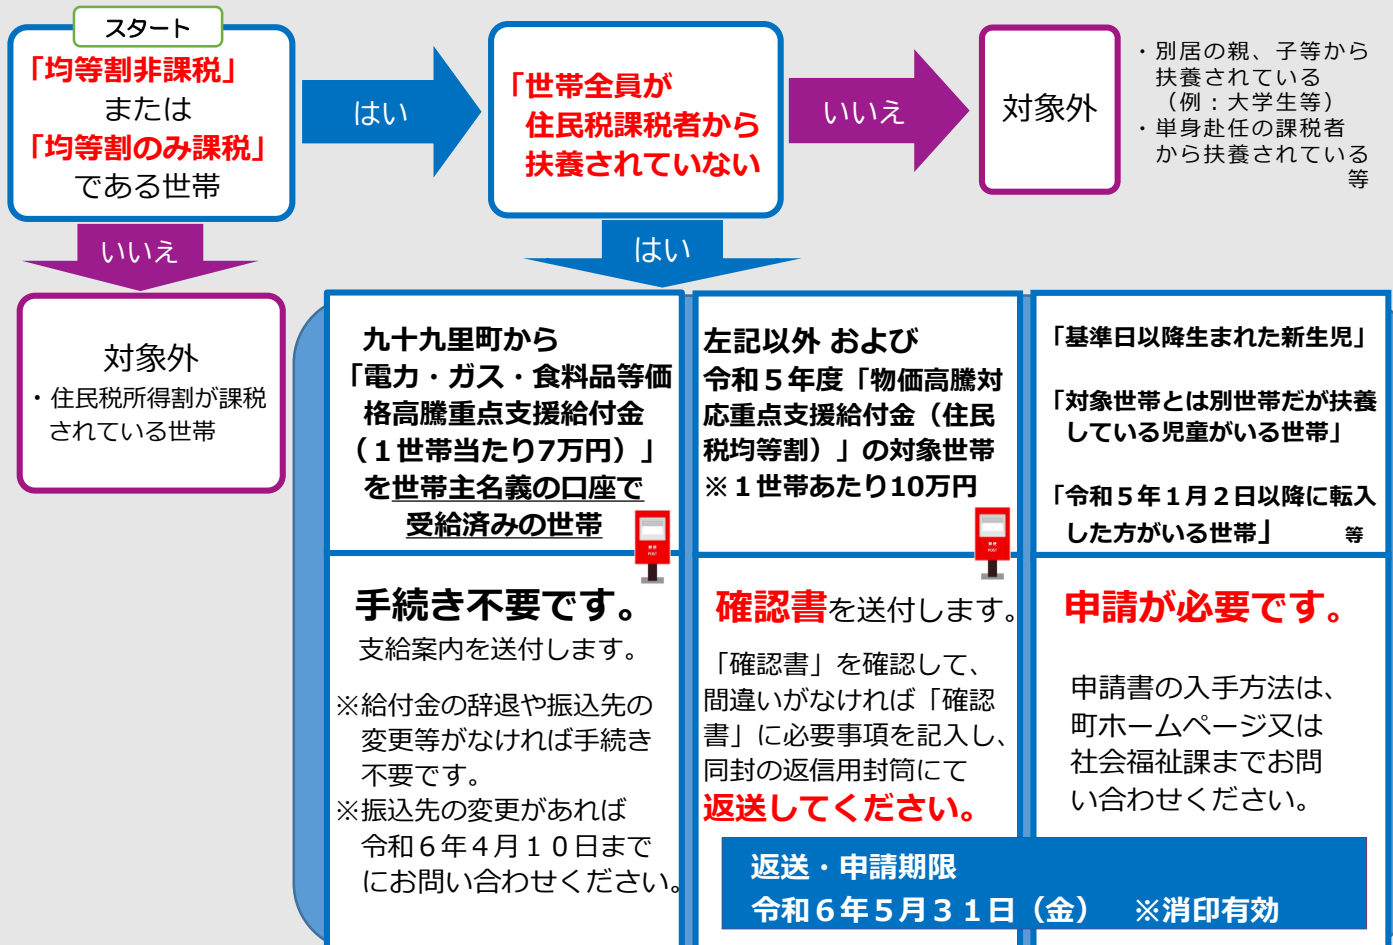 スタート
「均等割非課税」
または
「均等割のみ課税」
である世帯
はい
「世帯全員が
住民税課税者から
扶養されていない
いいえ
対象外
・別居の親、子等から
扶養されている
（例：大学生等）
・単身赴任の課税者
から扶養されている
等
いいえ
はい
対象外
・住民税所得割が課税
されている世帯
九十九里町から
「電力・ガス・食料品等価
格高騰重点支援給付金
（１世帯当たり7万円）」
を世帯主名義の口座で
受給済みの世帯
手続き不要です。
支給案内を送付します。
※給付金の辞退や振込先の
変更等がなければ手続き
不要です。
※振込先の変更があれば
令和６年４月１０日まで
にお問い合わせください。
左記以外 および
令和５年度「物価高騰対
応重点支援給付金（住民
税均等割）」の対象世帯
※１世帯あたり10万円
確認書を送付します。
「確認書」を確認して、
間違いがなければ「確認
書」に必要事項を記入し、
同封の返信用封筒にて
返送してください。
「基準日以降生まれた新生児」
「対象世帯とは別世帯だが扶養
している児童がいる世帯」
「令和５年１月２日以降に転入
した方がいる世帯」 等
申請が必要です。
申請書の入手方法は、
町ホームページ又は
社会福祉課までお問
い合わせください。
返送・申請期限
令和６年５月３１日（金） ※消印有効